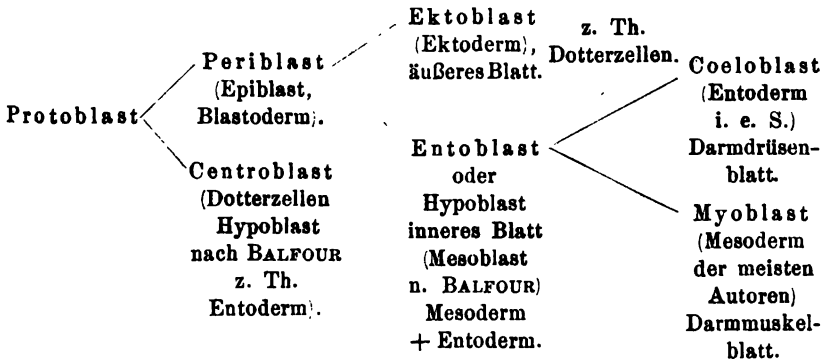 Protoblast
Periblast
(Epiblast,
Blastoderm).
Centroblast
(Dotterzellen
Hypoblast
nach BALFOUR
z. Th.
Entoderm).
Ektoblast
(Ektoderm),
äußeres Blatt.
z. Th.
Dotterzellen.
Entoblast
oder
Hypoblast
inneres Blatt
(Mesoblast
n. BALFOUR)
Mesoderm
+ Entoderm.
Coeloblast
(Entoderm
i. e. S.)
Darmdrüsen-
blatt.
Myoblast
(Mesoderm
der meisten
Autoren)
Darmmuskel-
blatt.